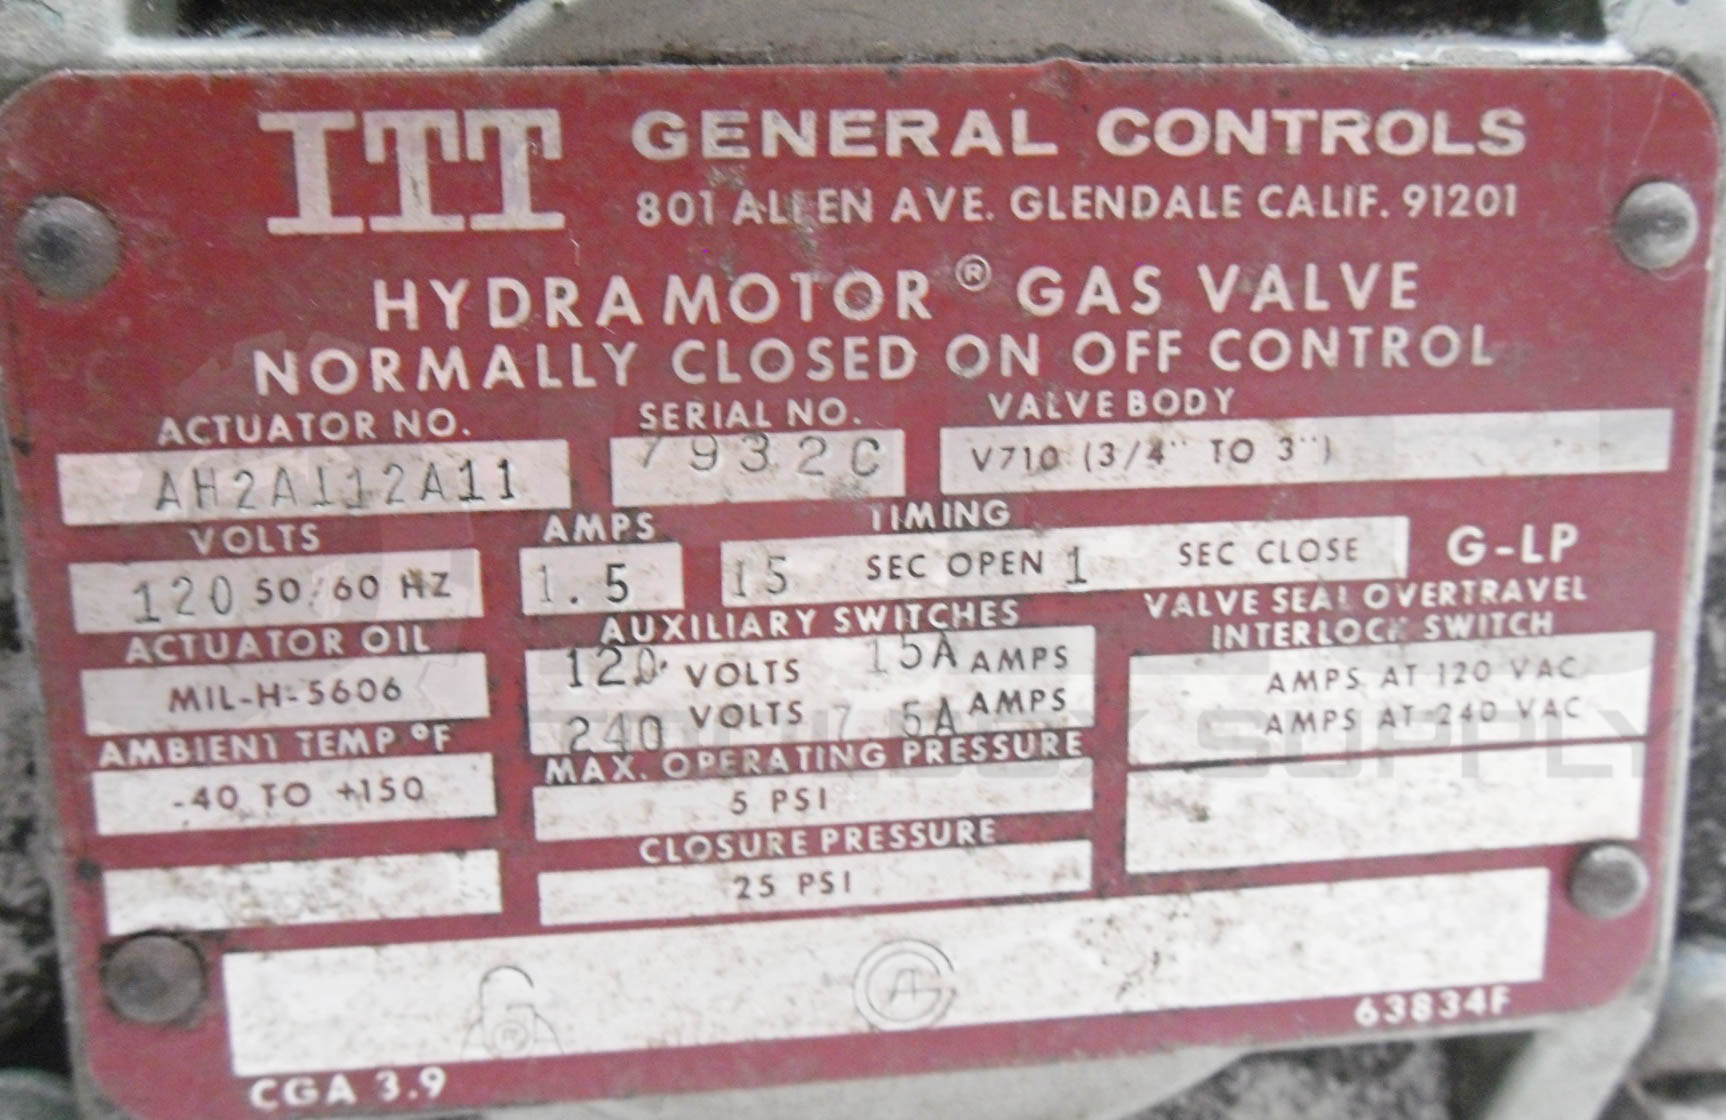 ITT GENERAL CONTROLS
801 ALLEN AVE. GLENDALE CALIF. 91201
HYDRAMOTOR® GAS VALVE
NORMALLY CLOSED ON OFF CONTROL
ACTUATOR NO. SERIAL NO. VALVE BODY
AH2A112A11 7932C V710 (3/4" TO 3")
VOLTS AMPS TIMING
120 50/60 HZ 1.5 15 SEC OPEN 1 SEC CLOSE G-LP
ACTUATOR OIL AUXILIARY SWITCHES VALVE SEAL OVERTRAVEL
INTERLOCK SWITCH
MIL-H-5606 120 VOLTS 15A AMPS AMPS AT 120 VAC
240 VOLTS 7 5A AMPS AMPS AT 240 VAC
AMBIENT TEMP °F MAX. OPERATING PRESSURE
-40 TO +150 5 PSI
CLOSURE PRESSURE
25 PSI
63834F
CGA 3.9